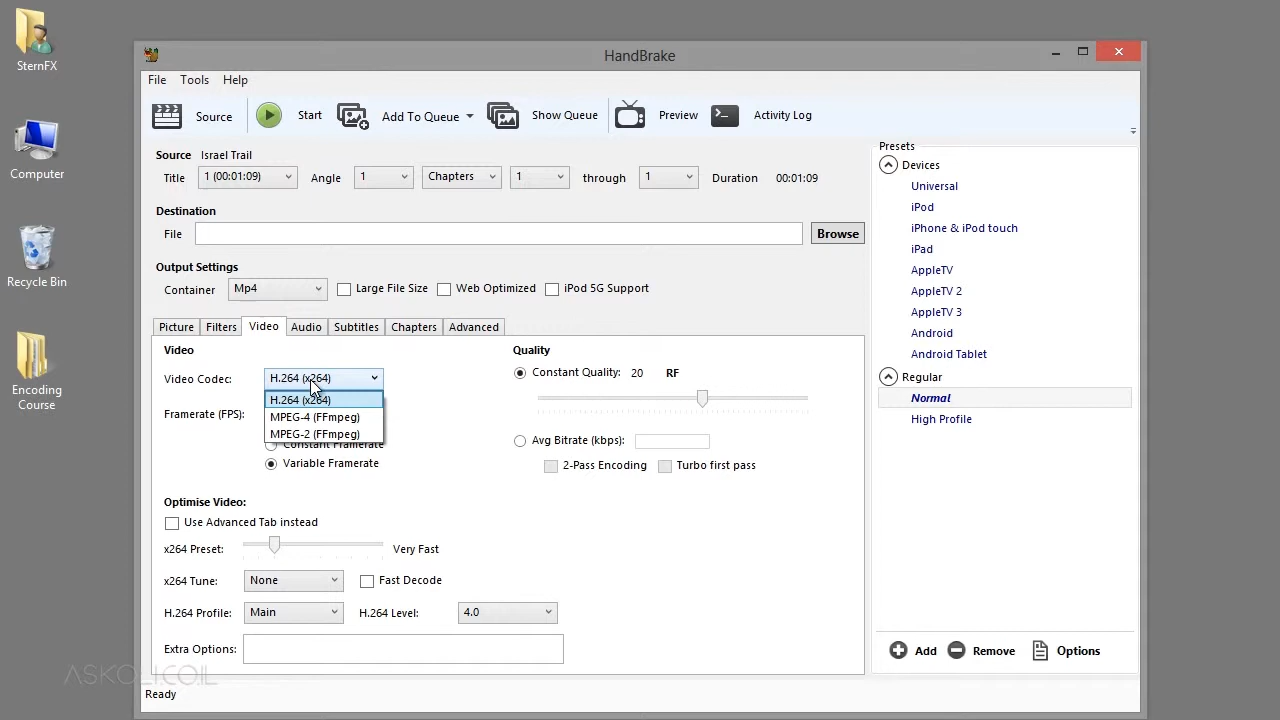 SternFX
Computer
Recycle Bin
Encoding
Course
HandBrake
File Tools Help
Source Start Add To Queue Show Queue Preview Activity Log
Source Israel Trail
Title 1 (00:01:09) Angle 1 Chapters 1 through 1 Duration 00:01:09
Destination
File Browse
Output Settings
Container Mp4 Large File Size Web Optimized iPod 5G Support
Picture Filters Video Audio Subtitles Chapters Advanced
Video
Video Codec: H.264 (x264)
H.264 (x264)
MPEG-4 (FFmpeg)
MPEG-2 (FFmpeg)
Framerate (FPS):
Constant Framerate
Variable Framerate
Quality
Constant Quality: 20 RF
Avg Bitrate (kbps):
2-Pass Encoding Turbo first pass
Optimise Video:
Use Advanced Tab instead
x264 Preset: Very Fast
x264 Tune: None Fast Decode
H.264 Profile: Main H.264 Level: 4.0
Extra Options:
Presets
Devices
Universal
iPod
iPhone & iPod touch
iPad
AppleTV
AppleTV 2
AppleTV 3
Android
Android Tablet
Regular
Normal
High Profile
Add Remove Options
Ready
ASKOLI.CO.IL